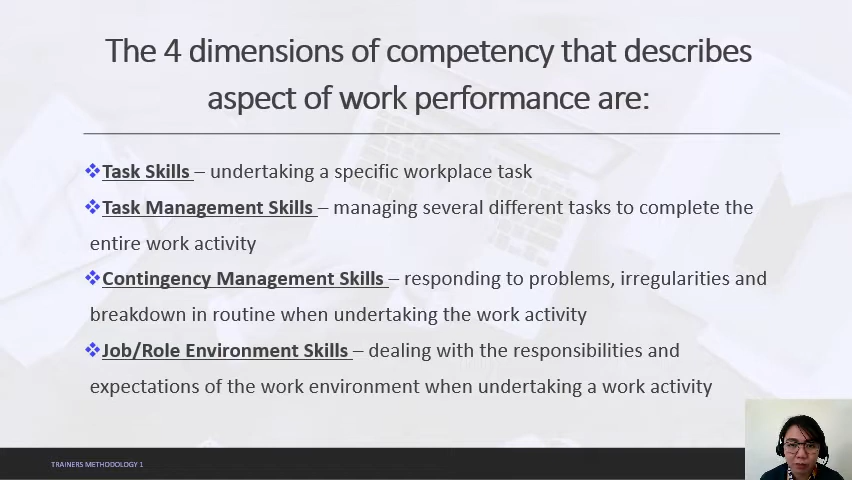 The 4 dimensions of competency that describes
aspect of work performance are:
❖Task Skills – undertaking a specific workplace task
❖Task Management Skills – managing several different tasks to complete the
entire work activity
❖Contingency Management Skills – responding to problems, irregularities and
breakdown in routine when undertaking the work activity
❖Job/Role Environment Skills – dealing with the responsibilities and
expectations of the work environment when undertaking a work activity
TRAINERS METHODOLOGY 1